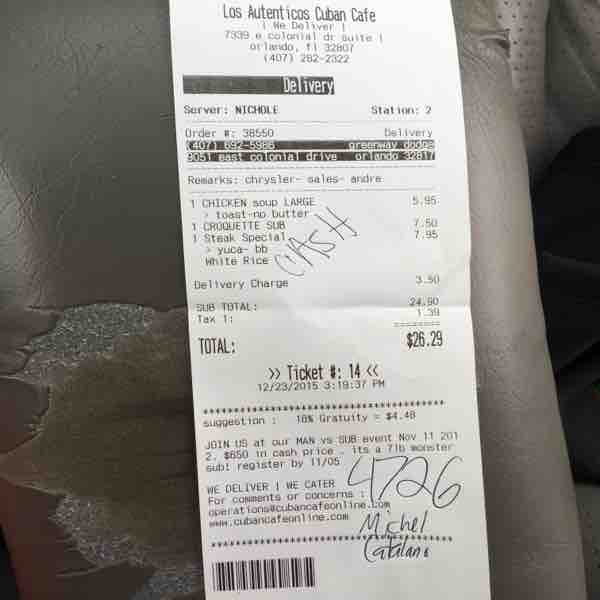 Los Autenticos Cuban Cafe
| We Deliver |
7339 e colonial dr suite 1
orlando, fl 32807
(407) 282-2322
Delivery
Server: NICHOLE Station: 2
Order #: 38550 Delivery
(407) 692-5986 greenway dodge
9051 east colonial drive orlando 32817
Remarks: chrysler- sales- andre
1 CHICKEN soup LARGE 5.95
> toast-no butter
1 CROQUETTE SUB 7.50
1 Steak Special 7.95
> yuca- bb
White Rice
CASH
Delivery Charge 3.50
SUB TOTAL: 24.90
Tax 1: 1.39
========
TOTAL: $26.29
>> Ticket #: 14 <<
12/23/2015 3:19:37 PM
****************************************
suggestion : 18% Gratuity = $4.48
****************************************
JOIN US at our MAN vs SUB event Nov 11 201
2. $650 in cash price . its a 7lb monster
sub! register by 11/05
WE DELIVER | WE CATER
For comments or concerns :
operations@cubancafeonline.com
www.cubancafeonline.com
4726
Michel
Catalano
****************************************